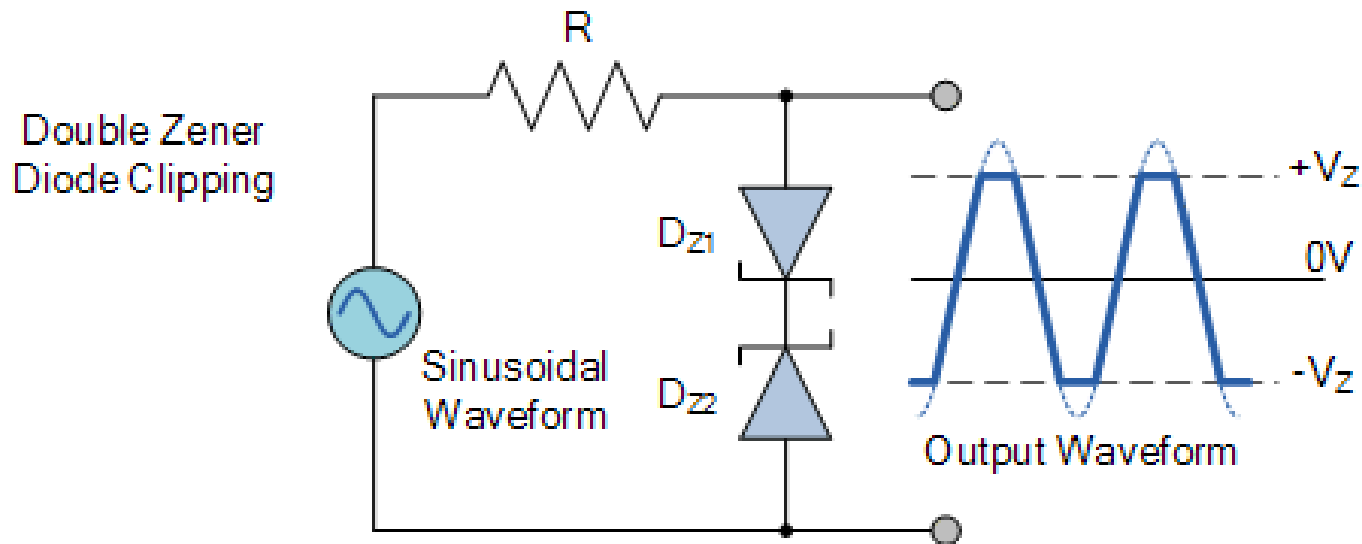 R
Double Zener
Diode Clipping
+VZ
DZ1
0V
Sinusoidal
Waveform
DZ2
-VZ
Output Waveform